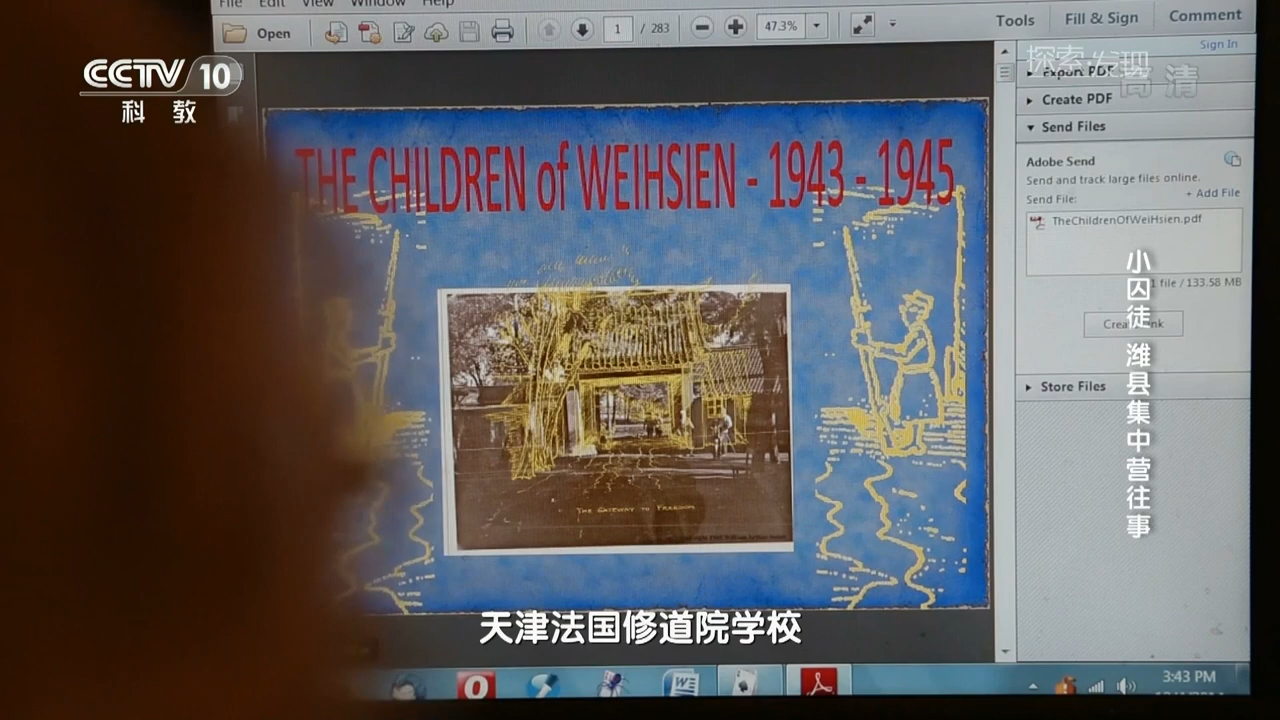 File Edit View Window Help
Open
1 / 283
47.3%
Tools
Fill & Sign
Comment
CCTV 10
科教
探索·发现
高清
Sign In
Export PDF
Create PDF
Send Files
Adobe Send
Send and track large files online.
Send File:
+ Add File
TheChildrenOfWeiHsien.pdf
1 file / 133.58 MB
Store Files
THE CHILDREN of WEIHSIEN - 1943 - 1945
THE GATEWAY TO FREEDOM
小囚徒 潍县集中营往事
天津法国修道院学校
3:43 PM